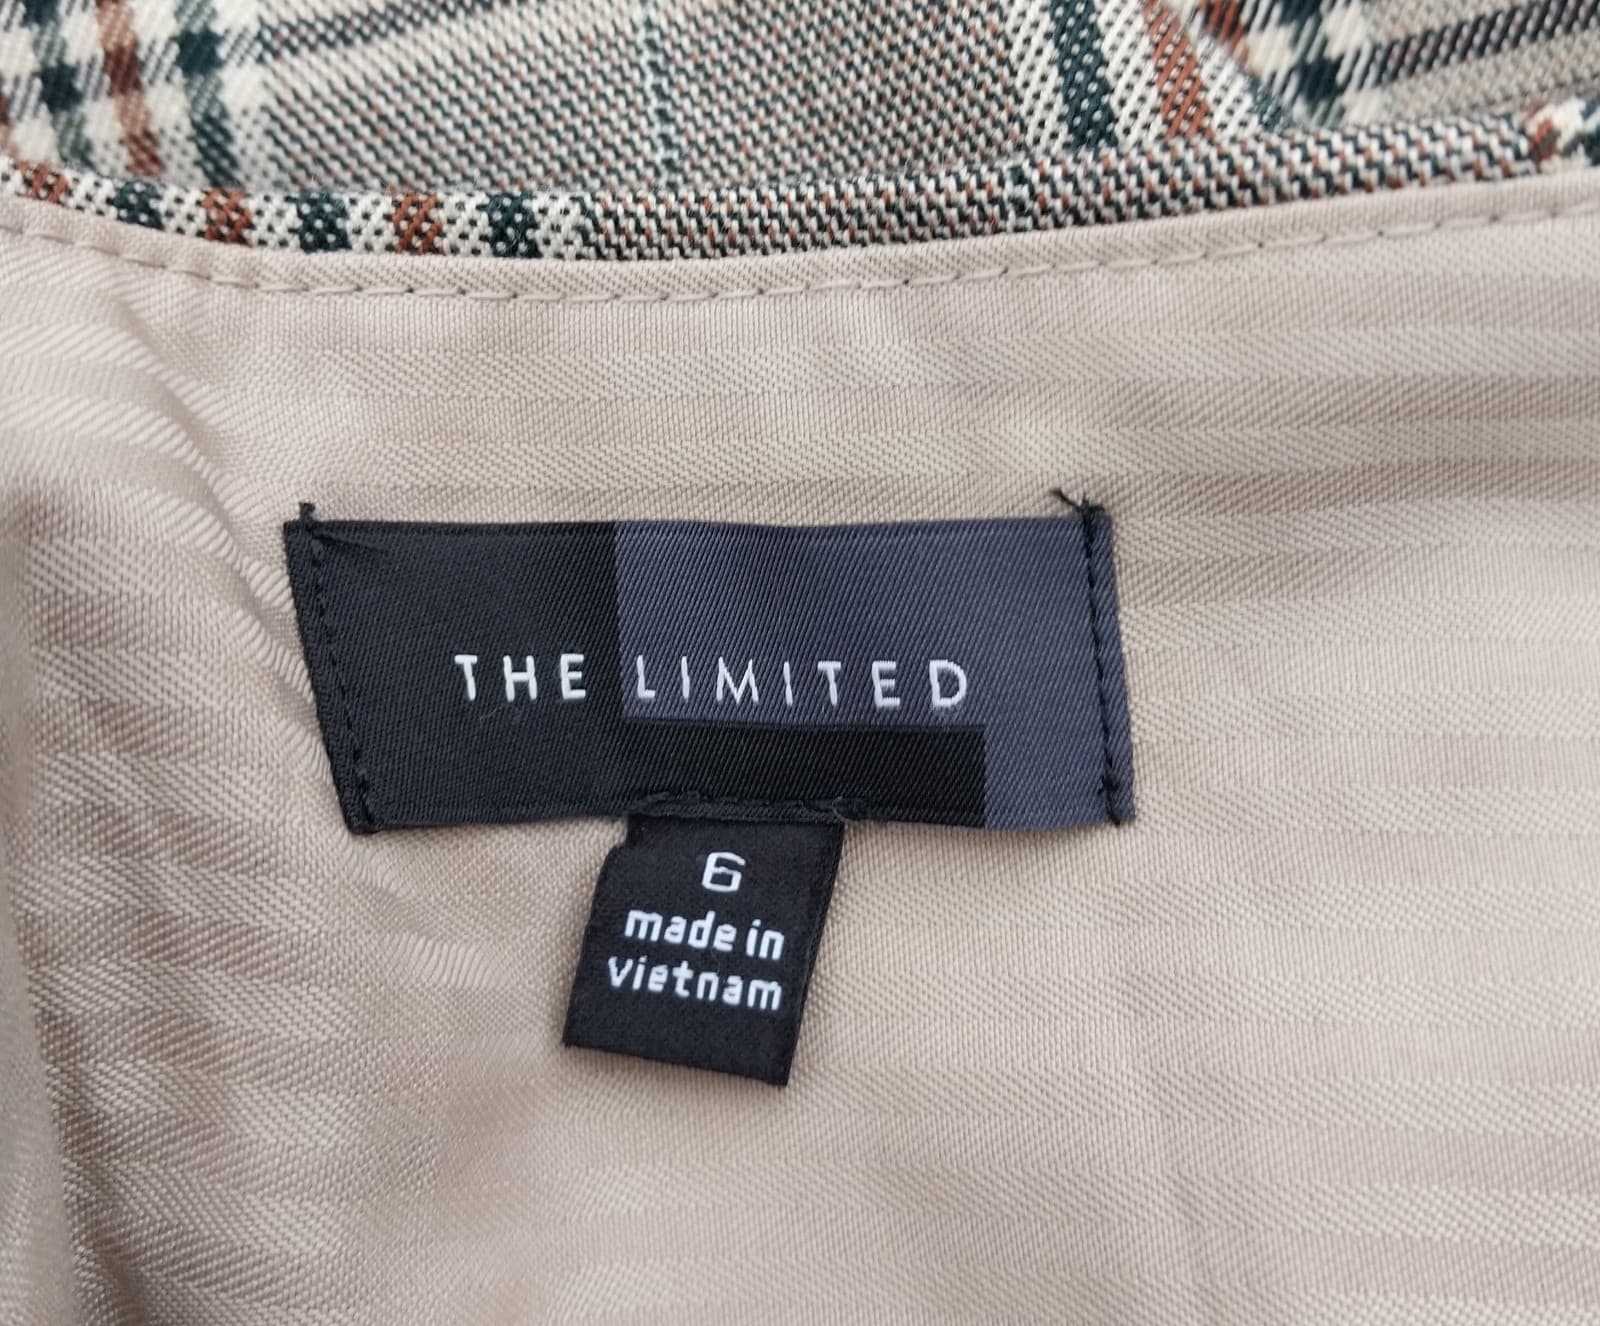 THE LIMITED
6
made in
vietnam